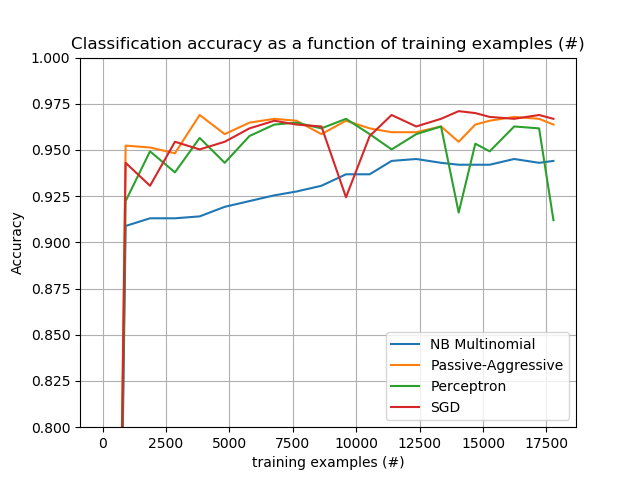 Classification accuracy as a function of training examples (#)
1.000
0.975
0.950
0.925
0.900
0.875
0.850
0.825
0.800
Accuracy
NB Multinomial
Passive-Aggressive
Perceptron
SGD
0 2500 5000 7500 10000 12500 15000 17500
training examples (#)